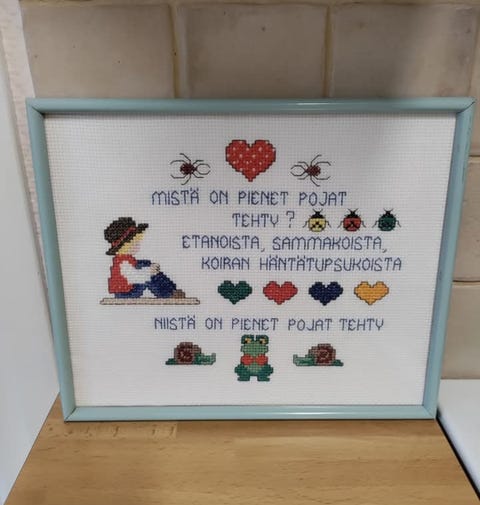 MISTÄ ON PIENET POJAT
TEHTY?
ETANOISTA, SAMMAKOISTA,
KOIRAN HÄNTÄTUPSUKOISTA
NIISTÄ ON PIENET POJAT TEHTY